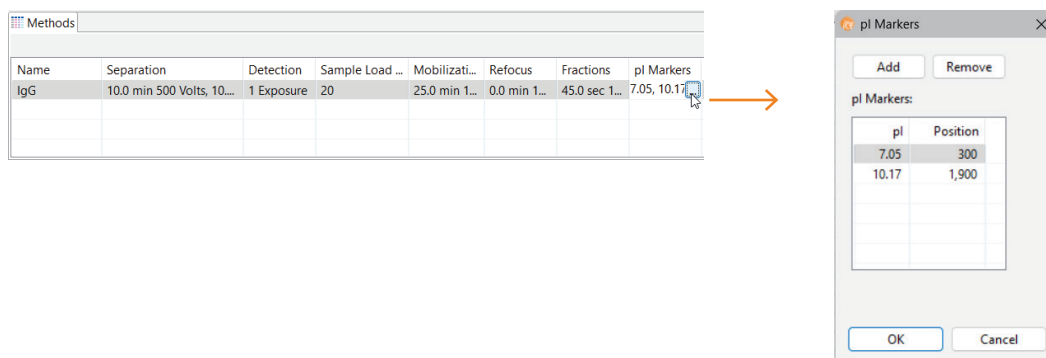 Methods
Name Separation Detection Sample Load ... Mobilizati... Refocus Fractions pI Markers
IgG 10.0 min 500 Volts, 10.... 1 Exposure 20 25.0 min 1... 0.0 min 1... 45.0 sec 1... 7.05, 10.17 ...
pI Markers
Add Remove
pI Markers:
pI Position
7.05 300
10.17 1,900
OK Cancel